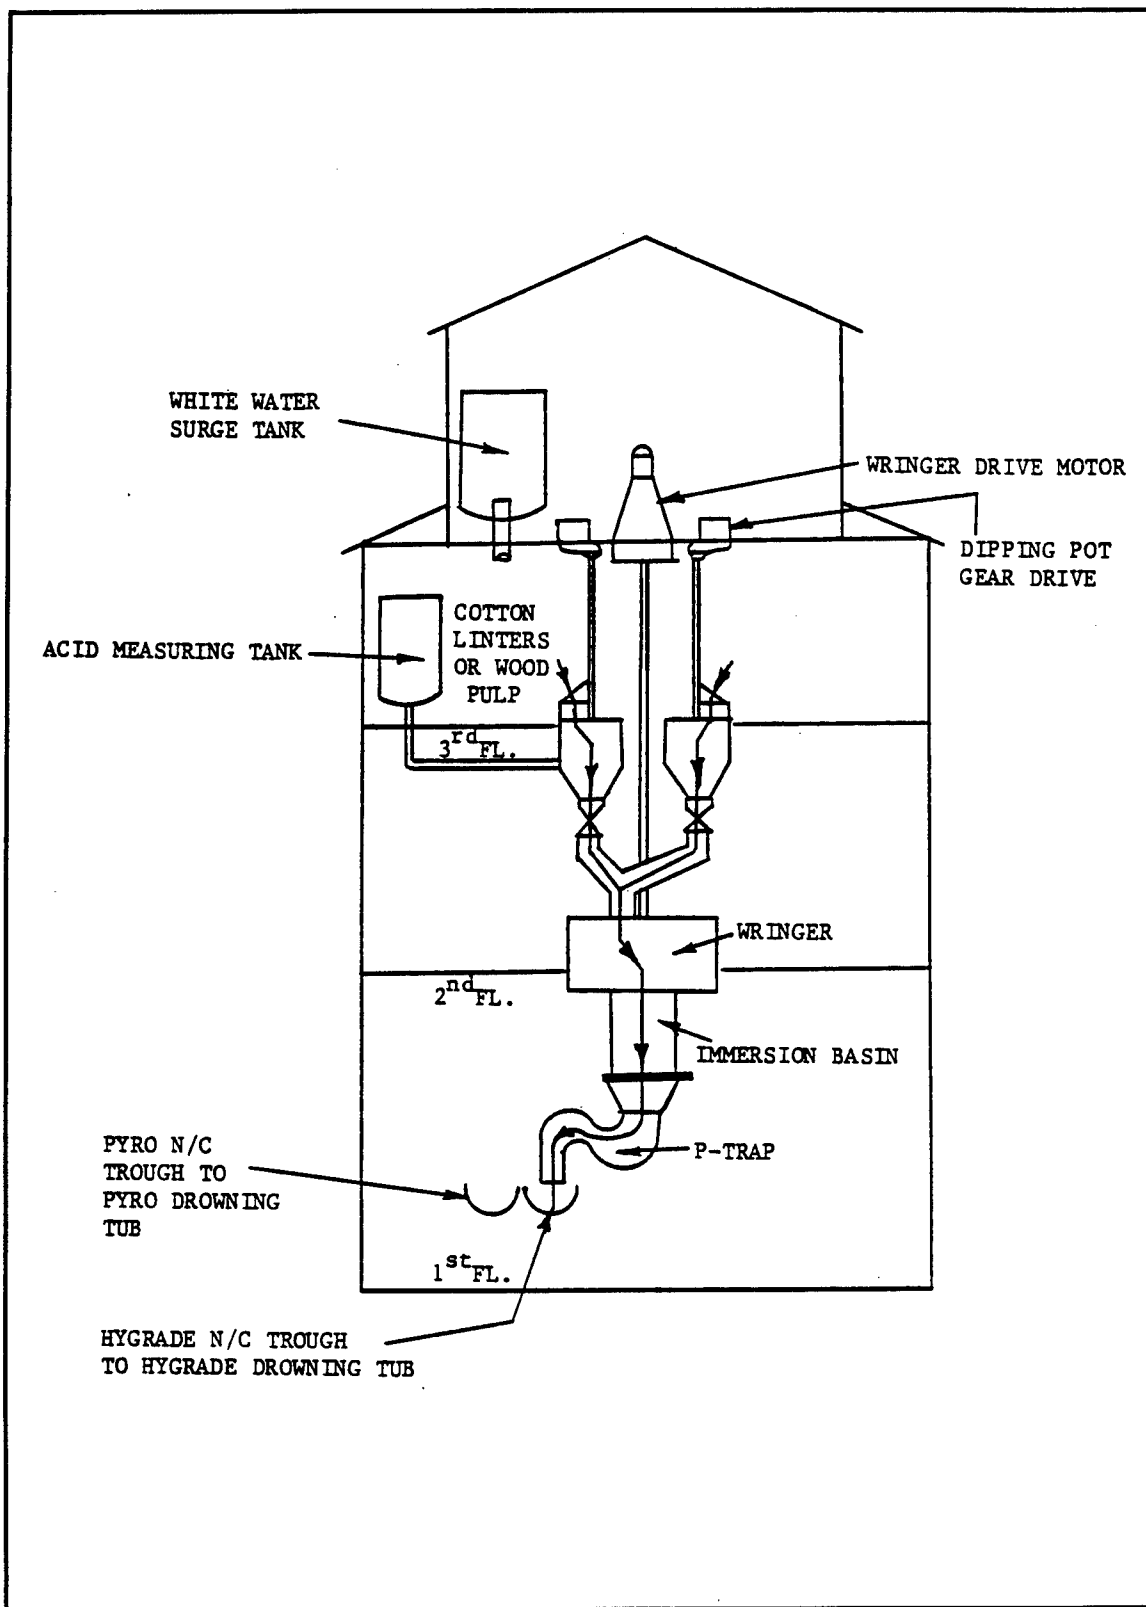 WHITE WATER
SURGE TANK
WRINGER DRIVE MOTOR
DIPPING POT
GEAR DRIVE
COTTON
LINTERS
OR WOOD
PULP
ACID MEASURING TANK
3rd FL.
WRINGER
2nd FL.
IMMERSION BASIN
P-TRAP
PYRO N/C
TROUGH TO
PYRO DROWNING
TUB
1st FL.
HYGRADE N/C TROUGH
TO HYGRADE DROWNING TUB